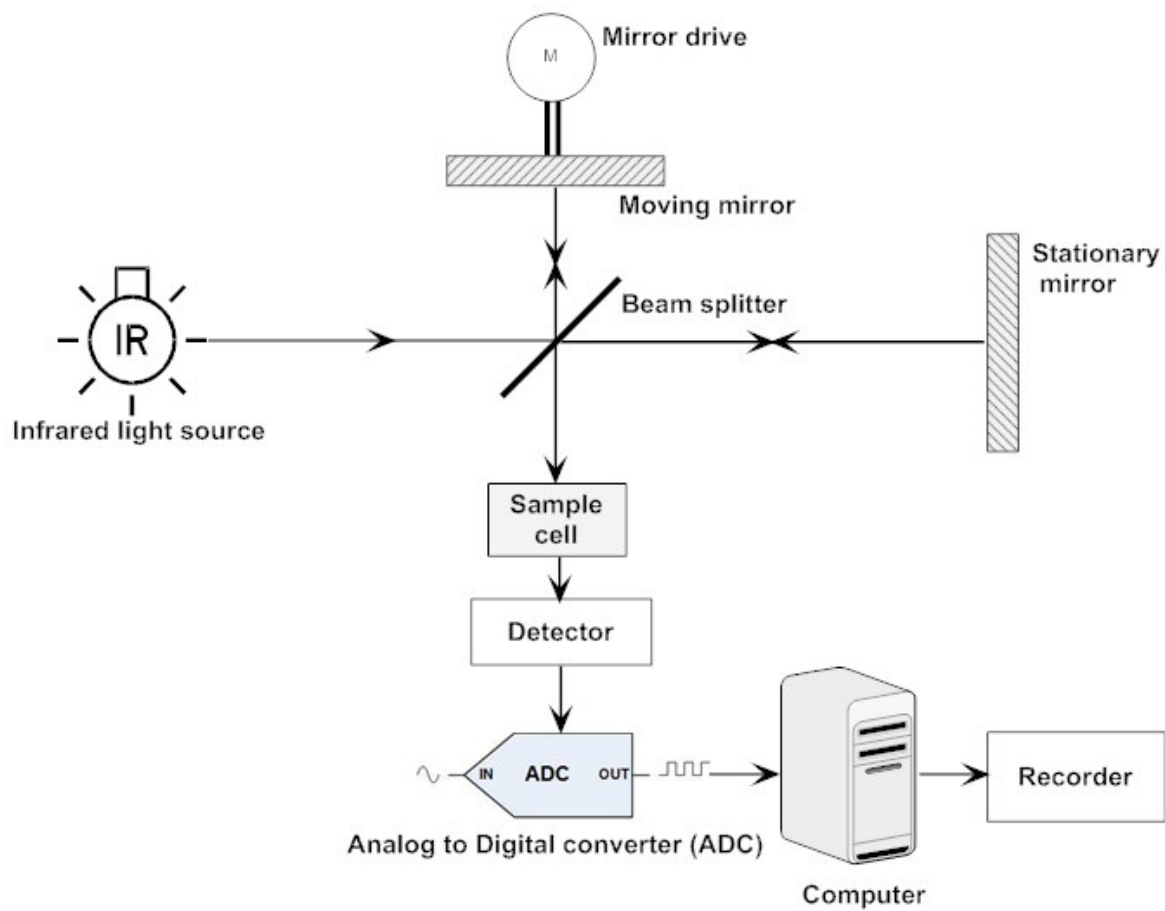 Mirror drive
M
Moving mirror
Stationary
mirror
Beam splitter
IR
Infrared light source
Sample
cell
Detector
IN ADC OUT
Analog to Digital converter (ADC)
Recorder
Computer